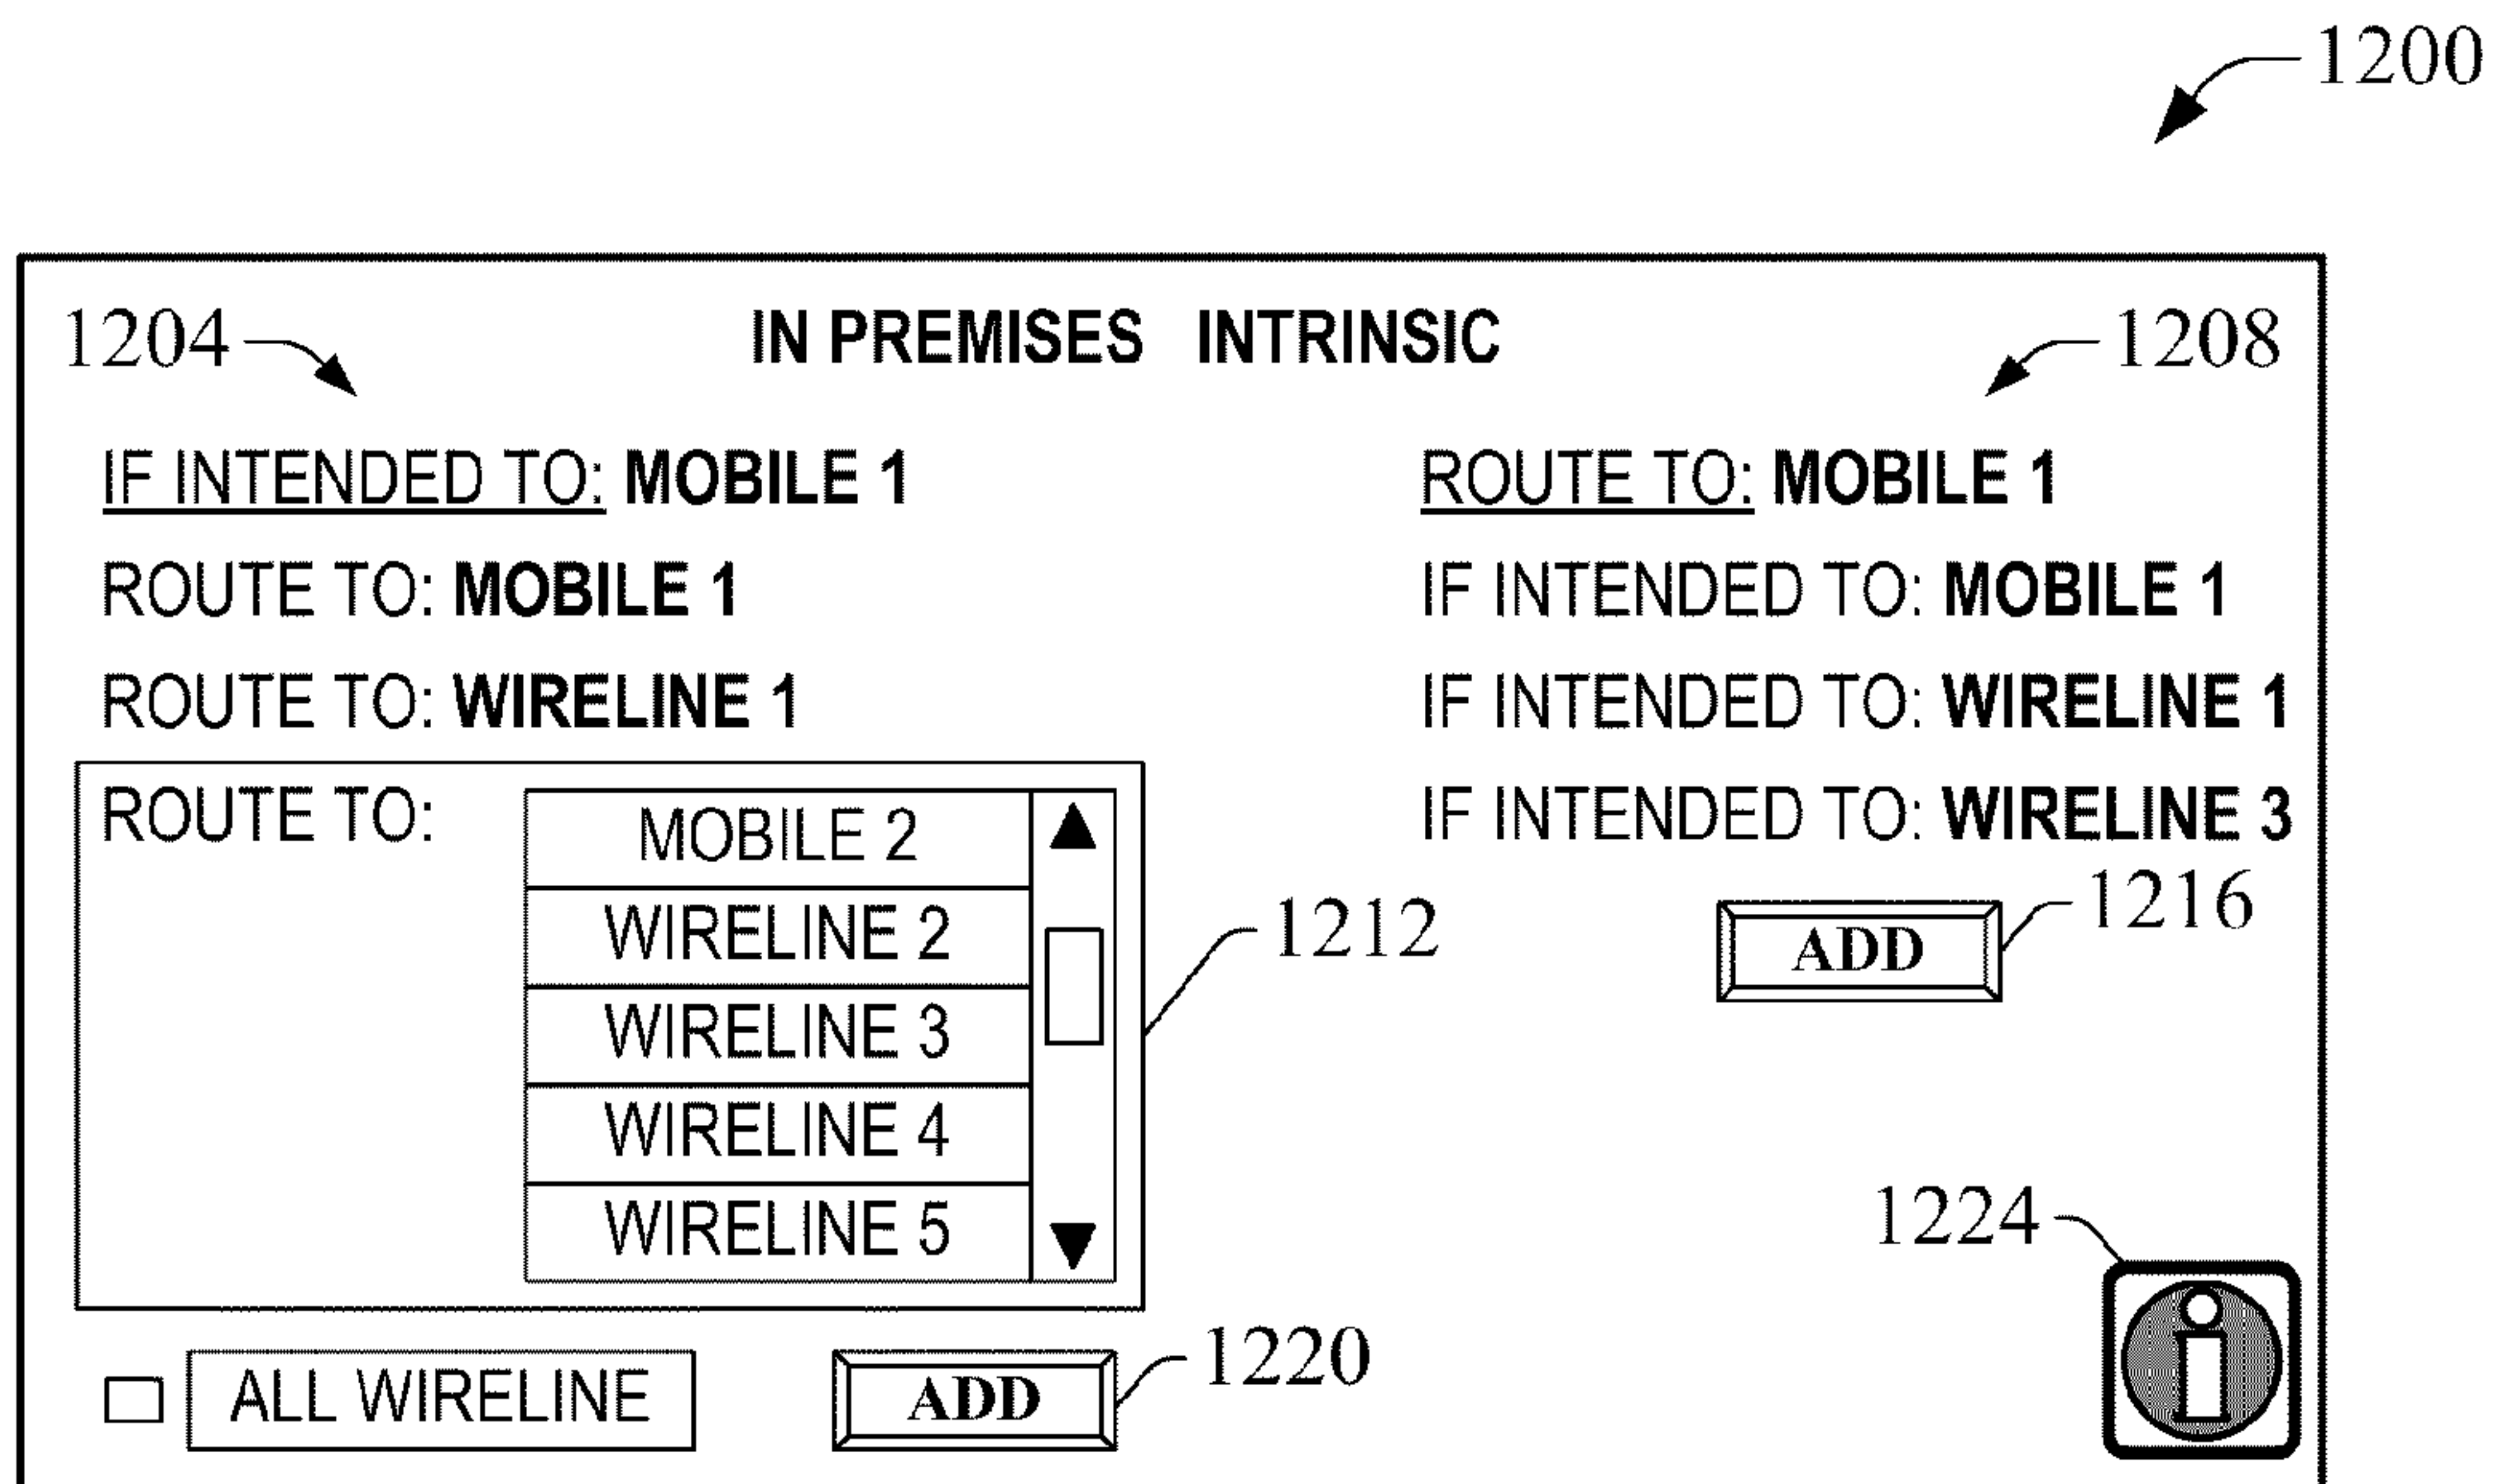 1200
1204 IN PREMISES INTRINSIC 1208
IF INTENDED TO: MOBILE 1
ROUTE TO: MOBILE 1
ROUTE TO: WIRELINE 1
ROUTE TO:
MOBILE 2
WIRELINE 2
WIRELINE 3
WIRELINE 4
WIRELINE 5
1212
ALL WIRELINE
ADD
1220
ROUTE TO: MOBILE 1
IF INTENDED TO: MOBILE 1
IF INTENDED TO: WIRELINE 1
IF INTENDED TO: WIRELINE 3
ADD
1216
1224
i